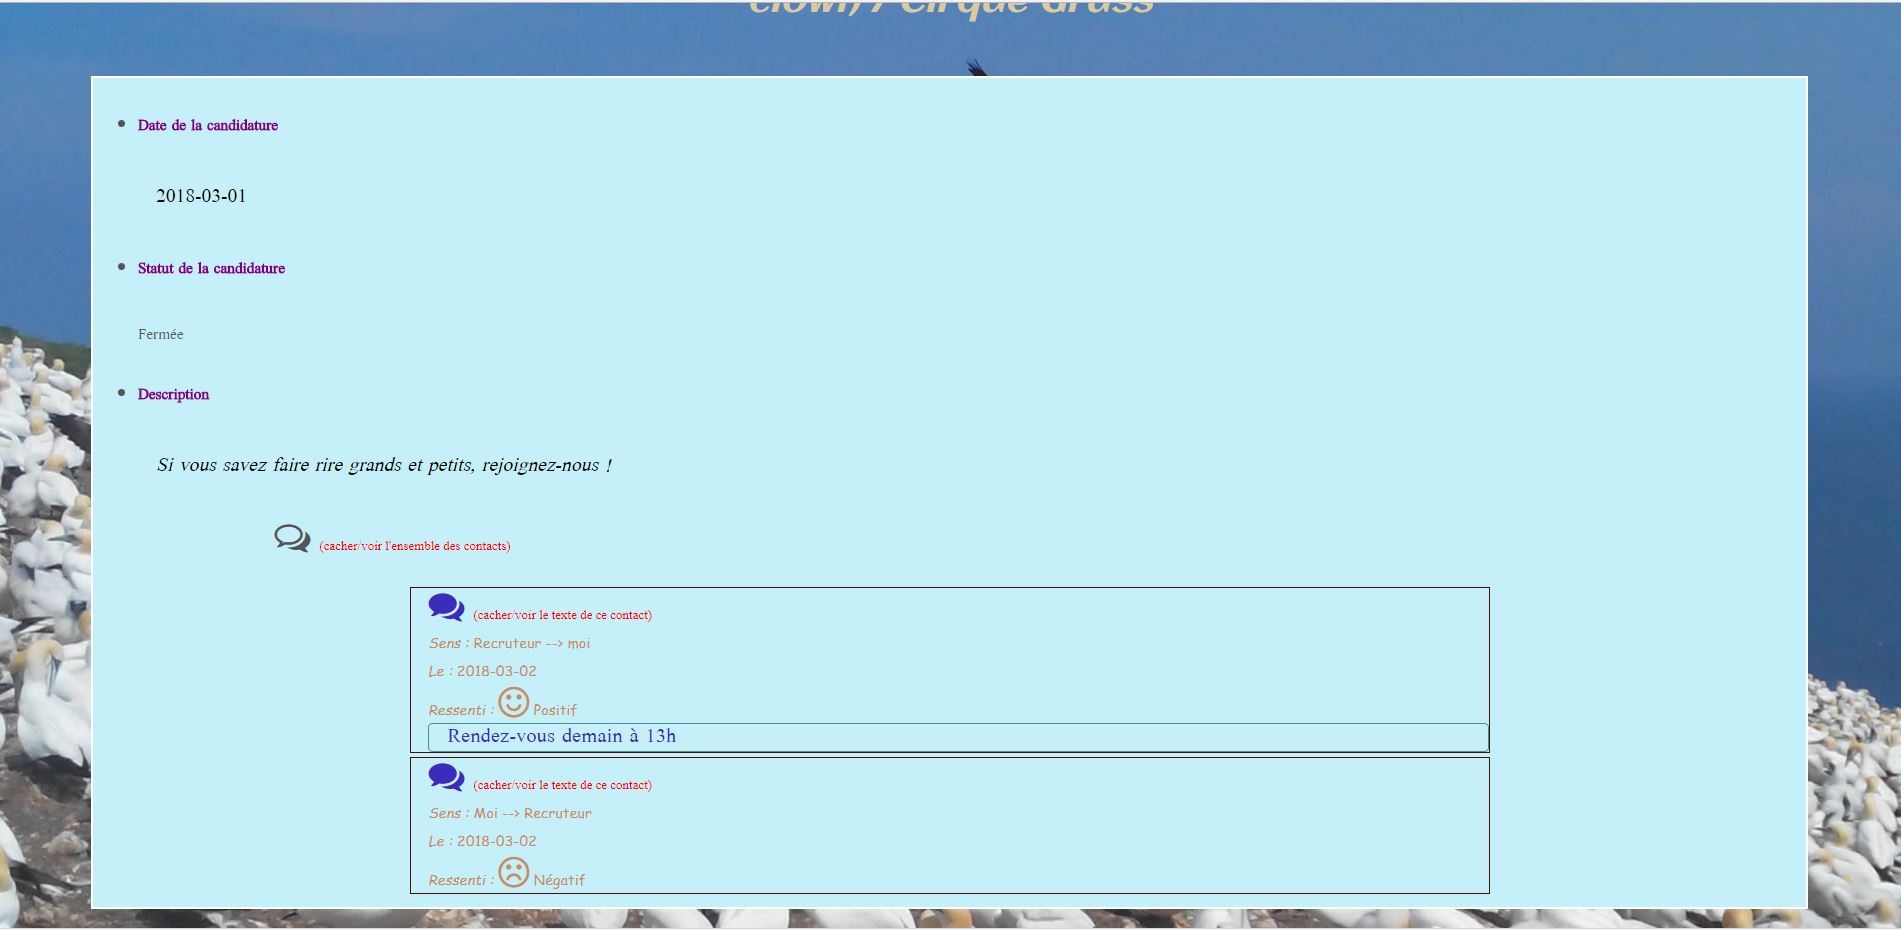 clown / Cirque Gruss
Date de la candidature
2018-03-01
Statut de la candidature
Fermée
Description
Si vous savez faire rire grands et petits, rejoignez-nous !
(cacher/voir l'ensemble des contacts)
(cacher/voir le texte de ce contact)
Sens : Recruteur --> moi
Le : 2018-03-02
Ressenti : Positif
Rendez-vous demain à 13h
(cacher/voir le texte de ce contact)
Sens : Moi --> Recruteur
Le : 2018-03-02
Ressenti : Négatif